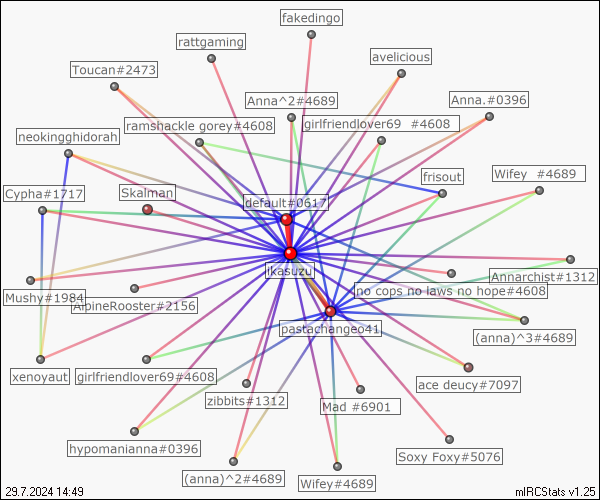 fakedingo
rattgaming
avelicious
Toucan#2473
Anna^2#4689
Anna.#0396
ramshackle gorey#4608
girlfriendlover69 #4608
neokingghidorah
frisout
Wifey #4689
Cypha#1717
Skalman
default#0617
ikasuzu
Annarchist#1312
no cops no laws no hope#4608
Mushy#1984
AlpineRooster#2156
pastachangeo41
(anna)^3#4689
xenoyaut
girlfriendlover69#4608
ace deucy#7097
zibbits#1312
Mad #6901
hypomanianna#0396
Soxy Foxy#5076
(anna)^2#4689
Wifey#4689
29.7.2024 14:49
mIRCStats v1.25